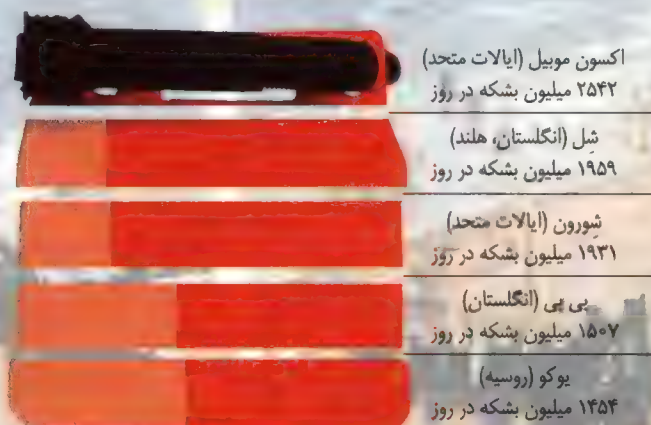 اکسون موبیل (ایالات متحد)
۲۵۴۲ میلیون بشکه در روز
شِل (انگلستان، هلند)
۱۹۵۹ میلیون بشکه در روز
شِورون (ایالات متحد)
۱۹۳۱ میلیون بشکه در روز
بی پی (انگلستان)
۱۵۰۷ میلیون بشکه در روز
یوکو (روسیه)
۱۴۵۴ میلیون بشکه در روز